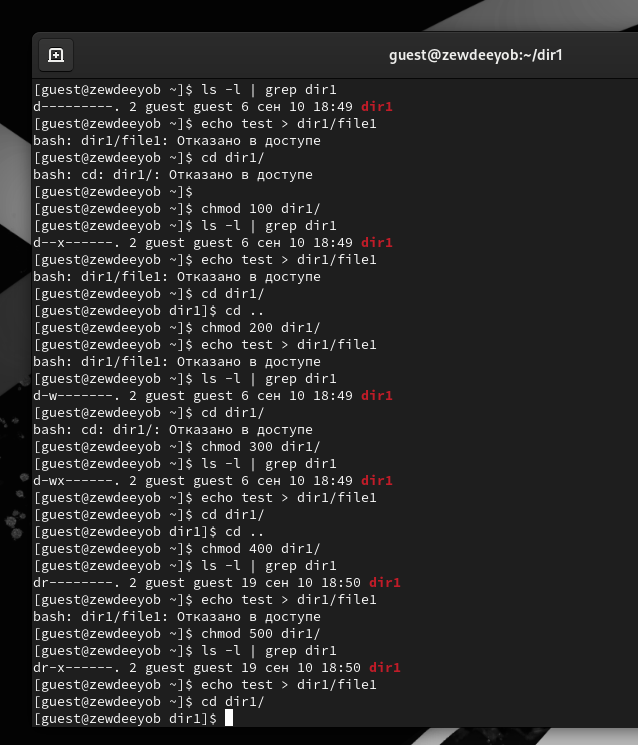 guest@zewdeeyob:~/dir1
[guest@zewdeeyob ~]$ ls -l | grep dir1
d---------. 2 guest guest 6 сен 10 18:49 dir1
[guest@zewdeeyob ~]$ echo test > dir1/file1
bash: dir1/file1: Отказано в доступе
[guest@zewdeeyob ~]$ cd dir1/
bash: cd: dir1/: Отказано в доступе
[guest@zewdeeyob ~]$
[guest@zewdeeyob ~]$ chmod 100 dir1/
[guest@zewdeeyob ~]$ ls -l | grep dir1
d--x------. 2 guest guest 6 сен 10 18:49 dir1
[guest@zewdeeyob ~]$ echo test > dir1/file1
bash: dir1/file1: Отказано в доступе
[guest@zewdeeyob ~]$ cd dir1/
[guest@zewdeeyob dir1]$ cd ..
[guest@zewdeeyob ~]$ chmod 200 dir1/
[guest@zewdeeyob ~]$ echo test > dir1/file1
bash: dir1/file1: Отказано в доступе
[guest@zewdeeyob ~]$ ls -l | grep dir1
d-w-------. 2 guest guest 6 сен 10 18:49 dir1
[guest@zewdeeyob ~]$ cd dir1/
bash: cd: dir1/: Отказано в доступе
[guest@zewdeeyob ~]$ chmod 300 dir1/
[guest@zewdeeyob ~]$ ls -l | grep dir1
d-wx------. 2 guest guest 6 сен 10 18:49 dir1
[guest@zewdeeyob ~]$ echo test > dir1/file1
[guest@zewdeeyob ~]$ cd dir1/
[guest@zewdeeyob dir1]$ cd ..
[guest@zewdeeyob ~]$ chmod 400 dir1/
[guest@zewdeeyob ~]$ ls -l | grep dir1
dr--------. 2 guest guest 19 сен 10 18:50 dir1
[guest@zewdeeyob ~]$ echo test > dir1/file1
bash: dir1/file1: Отказано в доступе
[guest@zewdeeyob ~]$ chmod 500 dir1/
[guest@zewdeeyob ~]$ ls -l | grep dir1
dr-x------. 2 guest guest 19 сен 10 18:50 dir1
[guest@zewdeeyob ~]$ echo test > dir1/file1
[guest@zewdeeyob ~]$ cd dir1/
[guest@zewdeeyob dir1]$